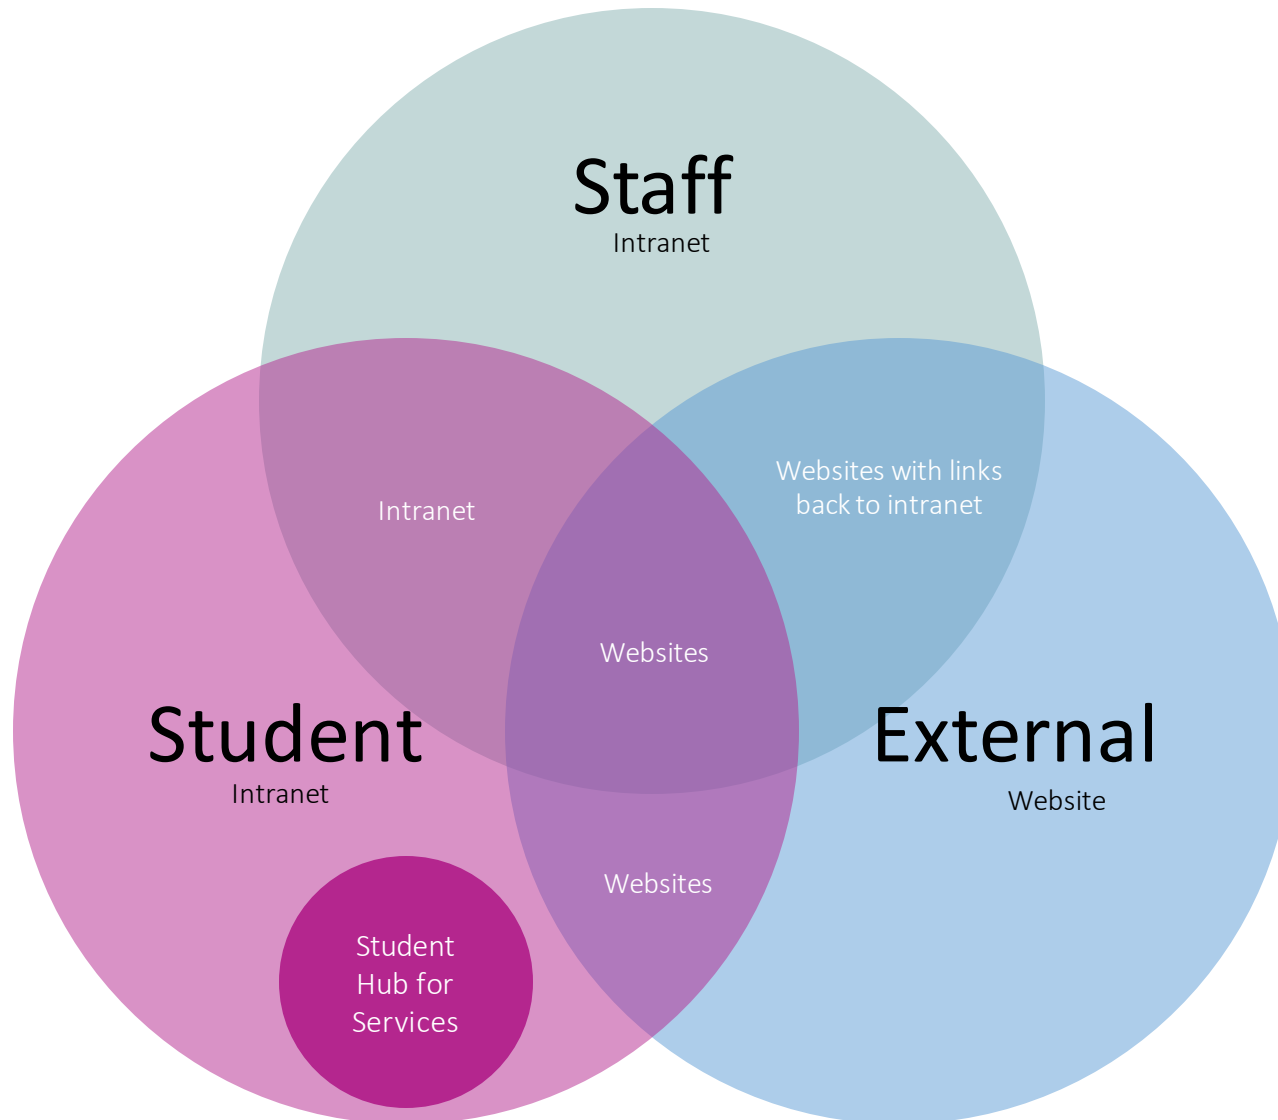 Staff
Intranet
Websites with links
back to intranet
Intranet
Websites
Student
Intranet
External
Website
Websites
Student
Hub for
Services